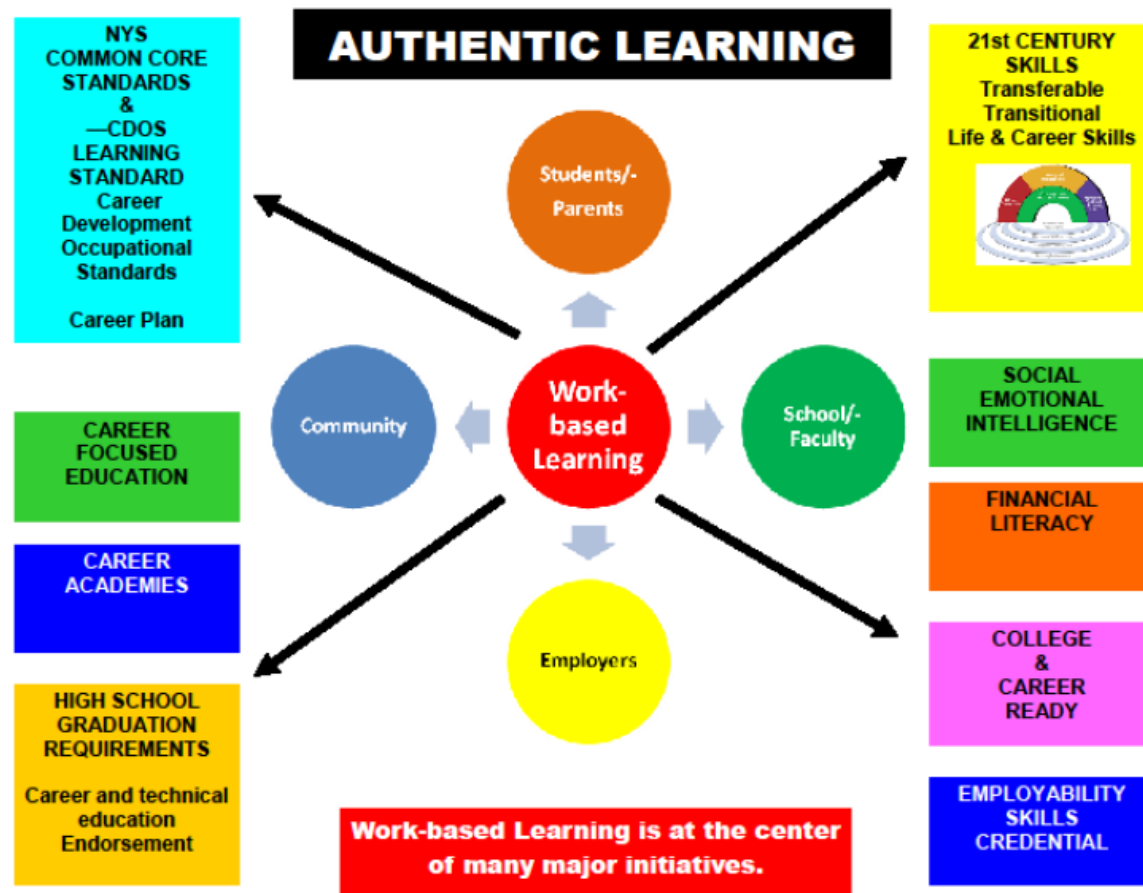 AUTHENTIC LEARNING
NYS
COMMON CORE
STANDARDS
&
—CDOS
LEARNING
STANDARD
Career
Development
Occupational
Standards
Career Plan
CAREER
FOCUSED
EDUCATION
CAREER
ACADEMIES
HIGH SCHOOL
GRADUATION
REQUIREMENTS
Career and technical
education
Endorsement
Students/-
Parents
Community
Work-
based
Learning
School/-
Faculty
Employers
Work-based Learning is at the center
of many major initiatives.
21st CENTURY
SKILLS
Transferable
Transitional
Life & Career Skills
SOCIAL
EMOTIONAL
INTELLIGENCE
FINANCIAL
LITERACY
COLLEGE
&
CAREER
READY
EMPLOYABILITY
SKILLS
CREDENTIAL